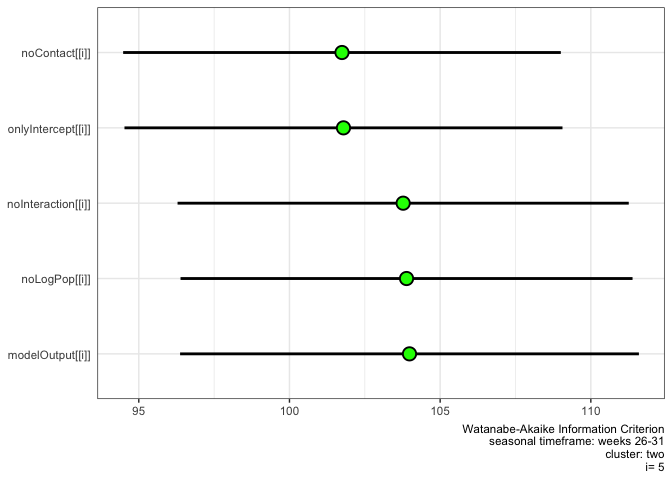 noContact[[i]]
onlyIntercept[[i]]
noInteraction[[i]]
noLogPop[[i]]
modelOutput[[i]]
95 100 105 110
Watanabe-Akaike Information Criterion
seasonal timeframe: weeks 26-31
cluster: two
i= 5